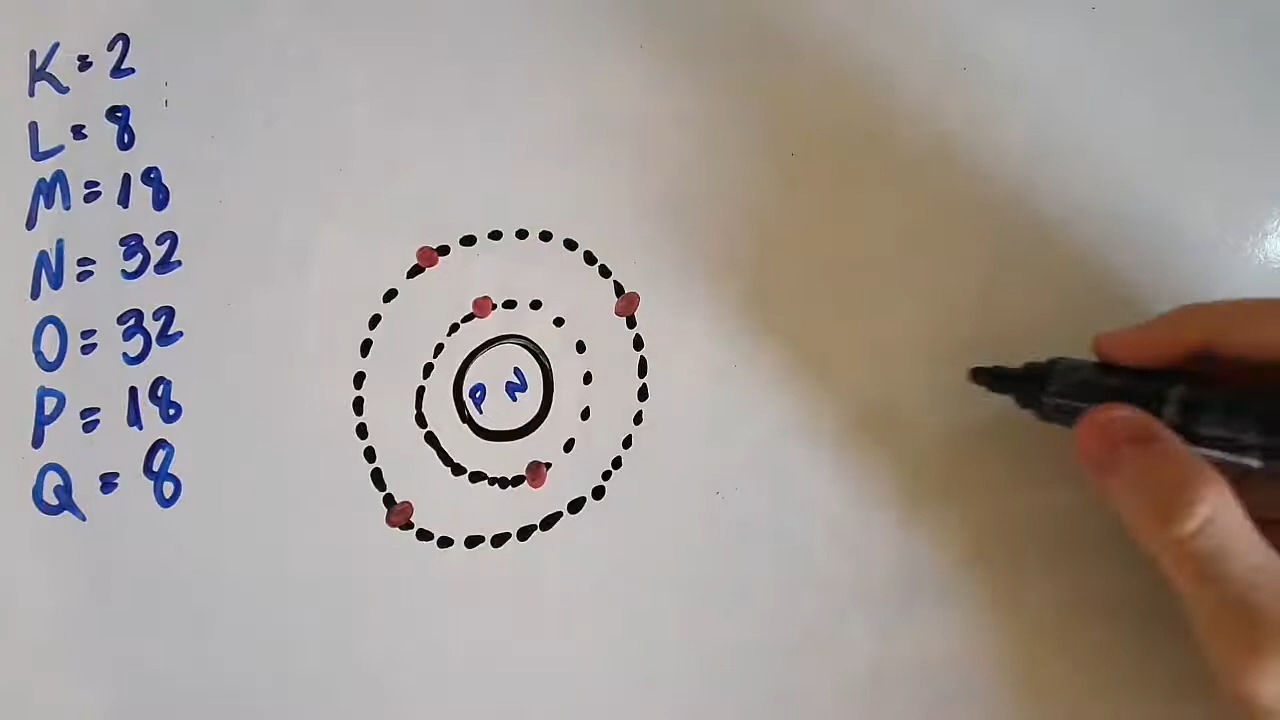 K = 2
L = 8
M = 18
N = 32
O = 32
P = 18
Q = 8
P N